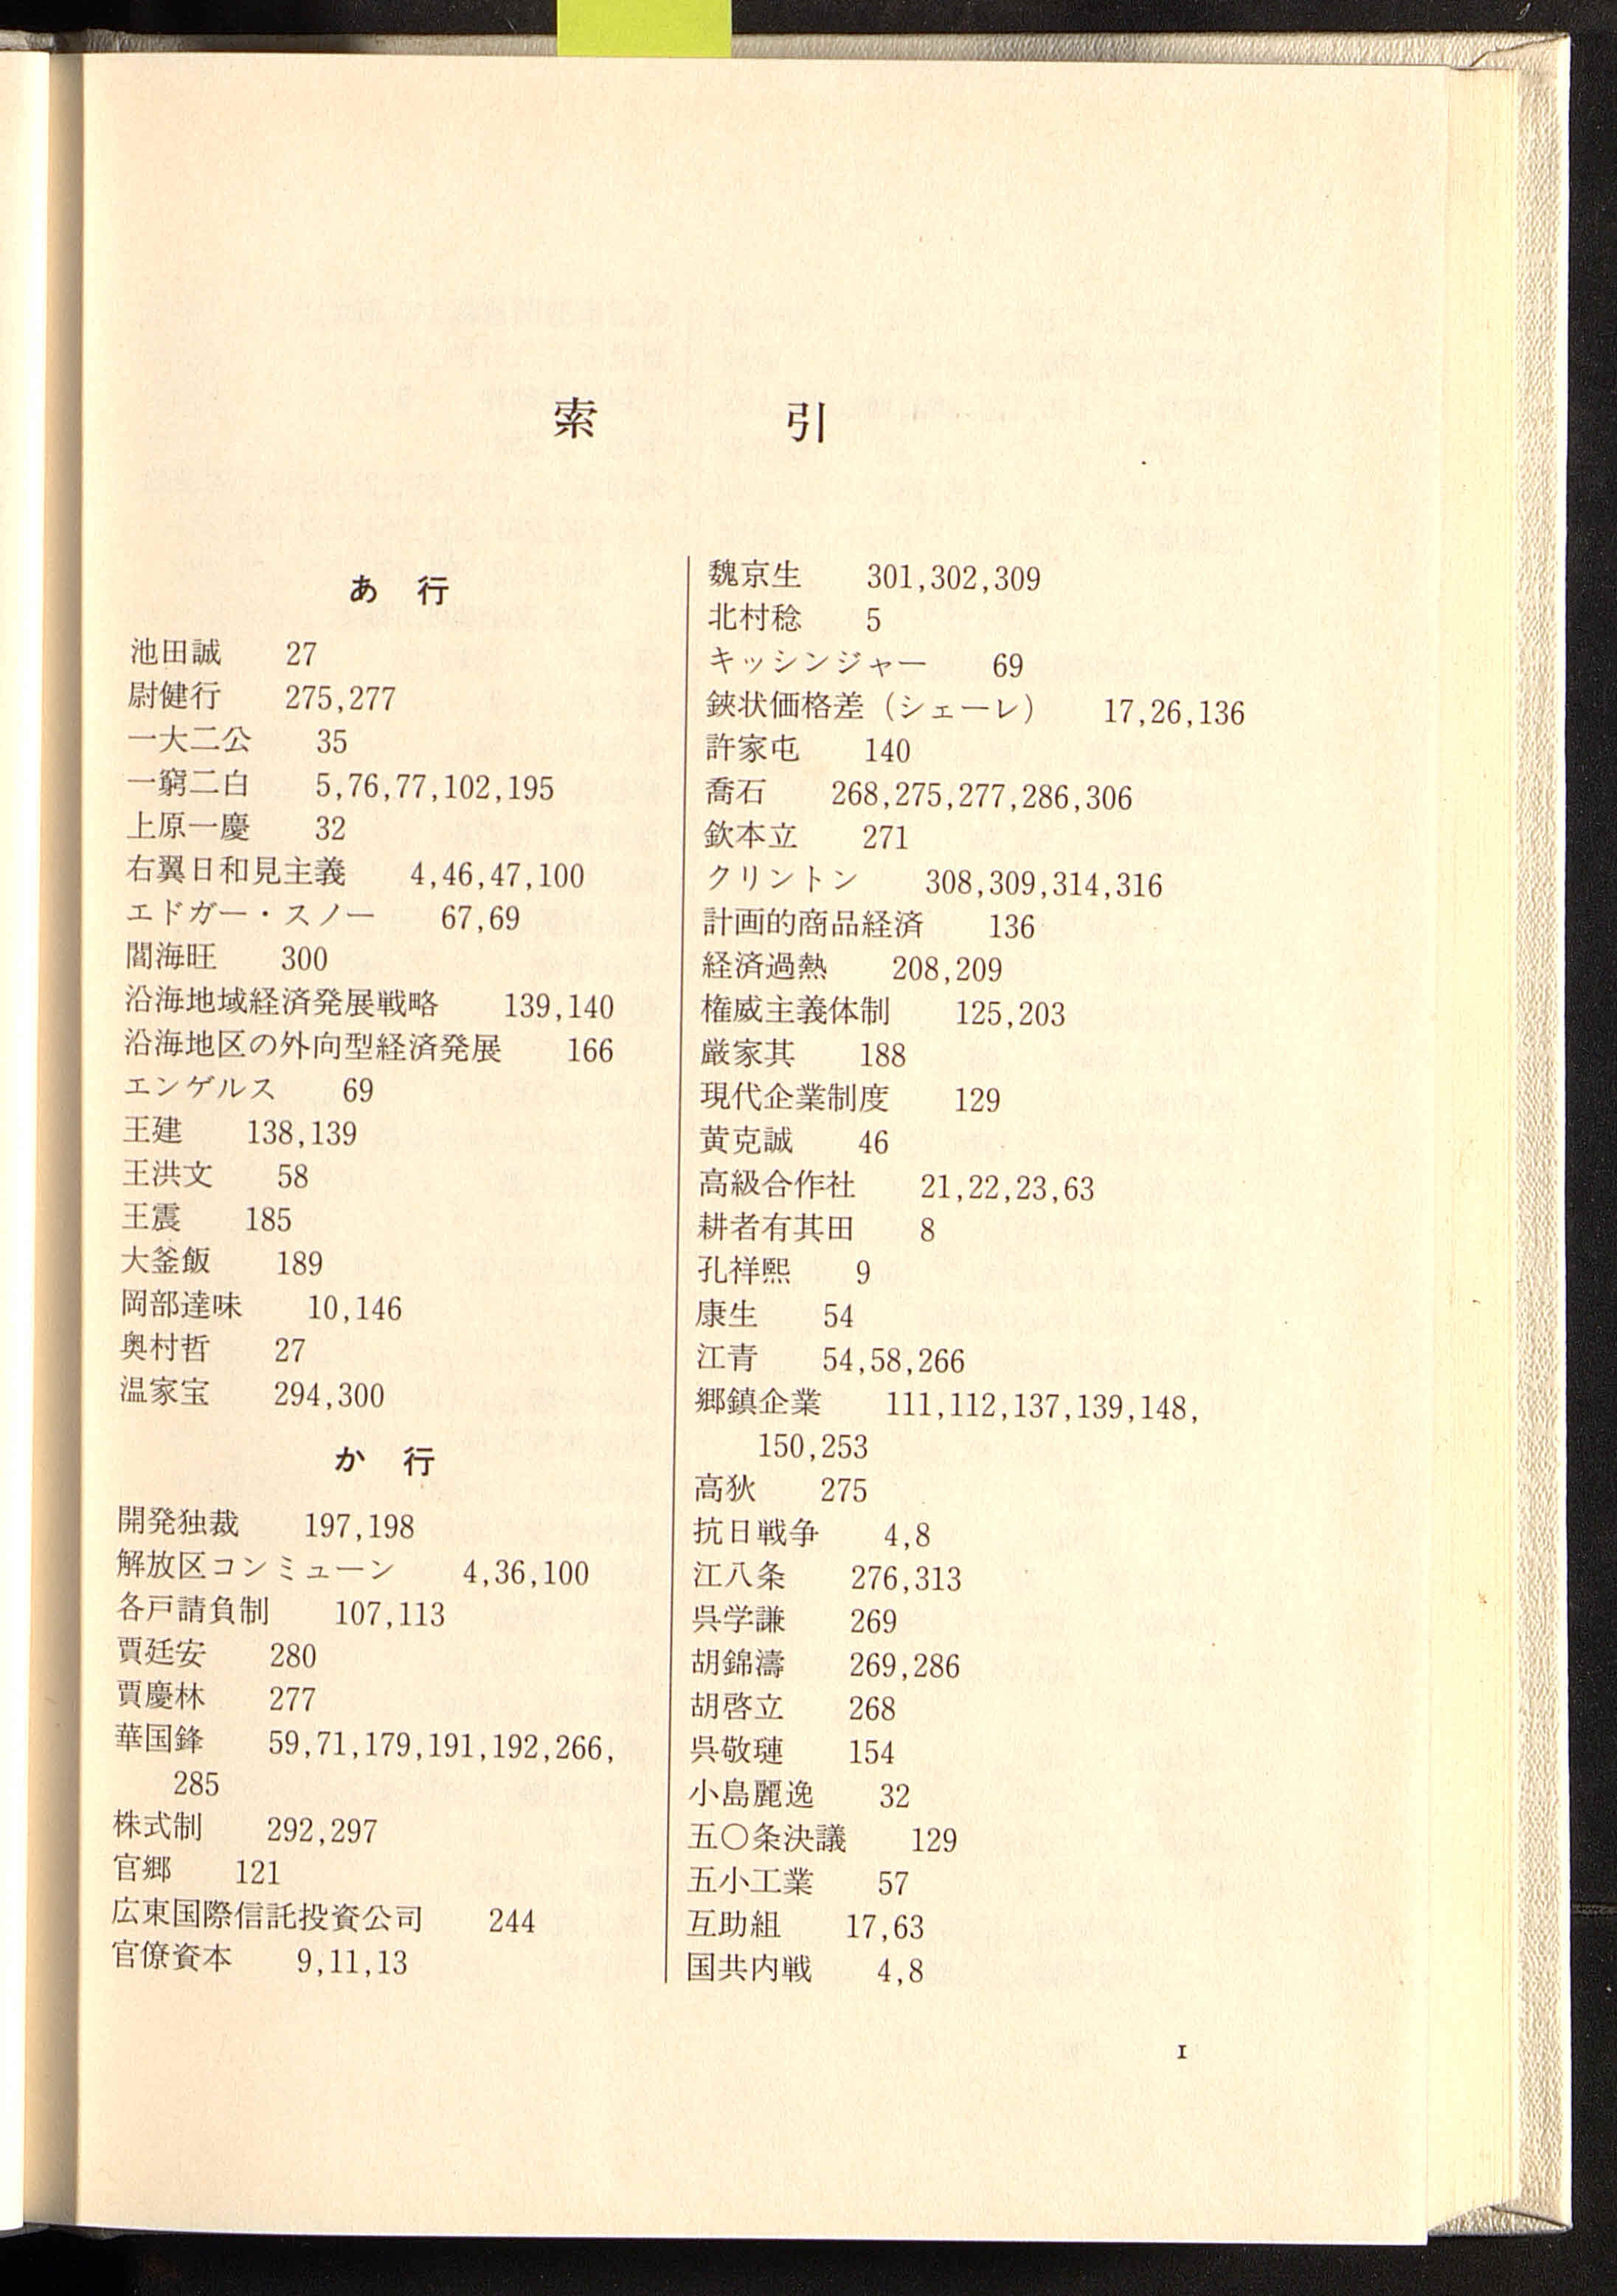 索　引
あ　行
池田誠　27
尉健行　275,277
一大二公　35
一窮二白　5,76,77,102,195
上原一慶　32
右翼日和見主義　4,46,47,100
エドガー・スノー　67,69
閻海旺　300
沿海地域経済発展戦略　139,140
沿海地区の外向型経済発展　166
エンゲルス　69
王建　138,139
王洪文　58
王震　185
大釜飯　189
岡部達味　10,146
奥村哲　27
温家宝　294,300
か　行
開発独裁　197,198
解放区コンミューン　4,36,100
各戸請負制　107,113
賈廷安　280
賈慶林　277
華国鋒　59,71,179,191,192,266,
285
株式制　292,297
官郷　121
広東国際信託投資公司　244
官僚資本　9,11,13
魏京生　301,302,309
北村稔　5
キッシンジャー　69
鋏状価格差（シェーレ）　17,26,136
許家屯　140
喬石　268,275,277,286,306
欽本立　271
クリントン　308,309,314,316
計画的商品経済　136
経済過熱　208,209
権威主義体制　125,203
厳家其　188
現代企業制度　129
黄克誠　46
高級合作社　21,22,23,63
耕者有其田　8
孔祥熙　9
康生　54
江青　54,58,266
郷鎮企業　111,112,137,139,148,
150,253
高狄　275
抗日戦争　4,8
江八条　276,313
呉学謙　269
胡錦濤　269,286
胡啓立　268
呉敬璉　154
小島麗逸　32
五〇条決議　129
五小工業　57
互助組　17,63
国共内戦　4,8
1